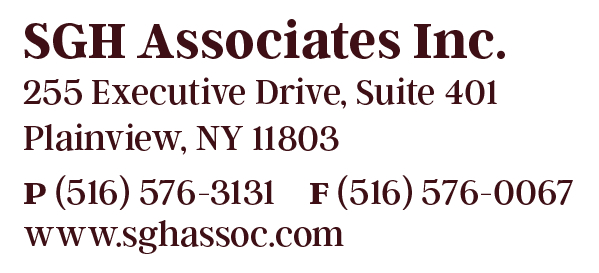 SGH Associates Inc.
255 Executive Drive, Suite 401
Plainview, NY 11803
P (516) 576-3131 F (516) 576-0067
www.sghassoc.com